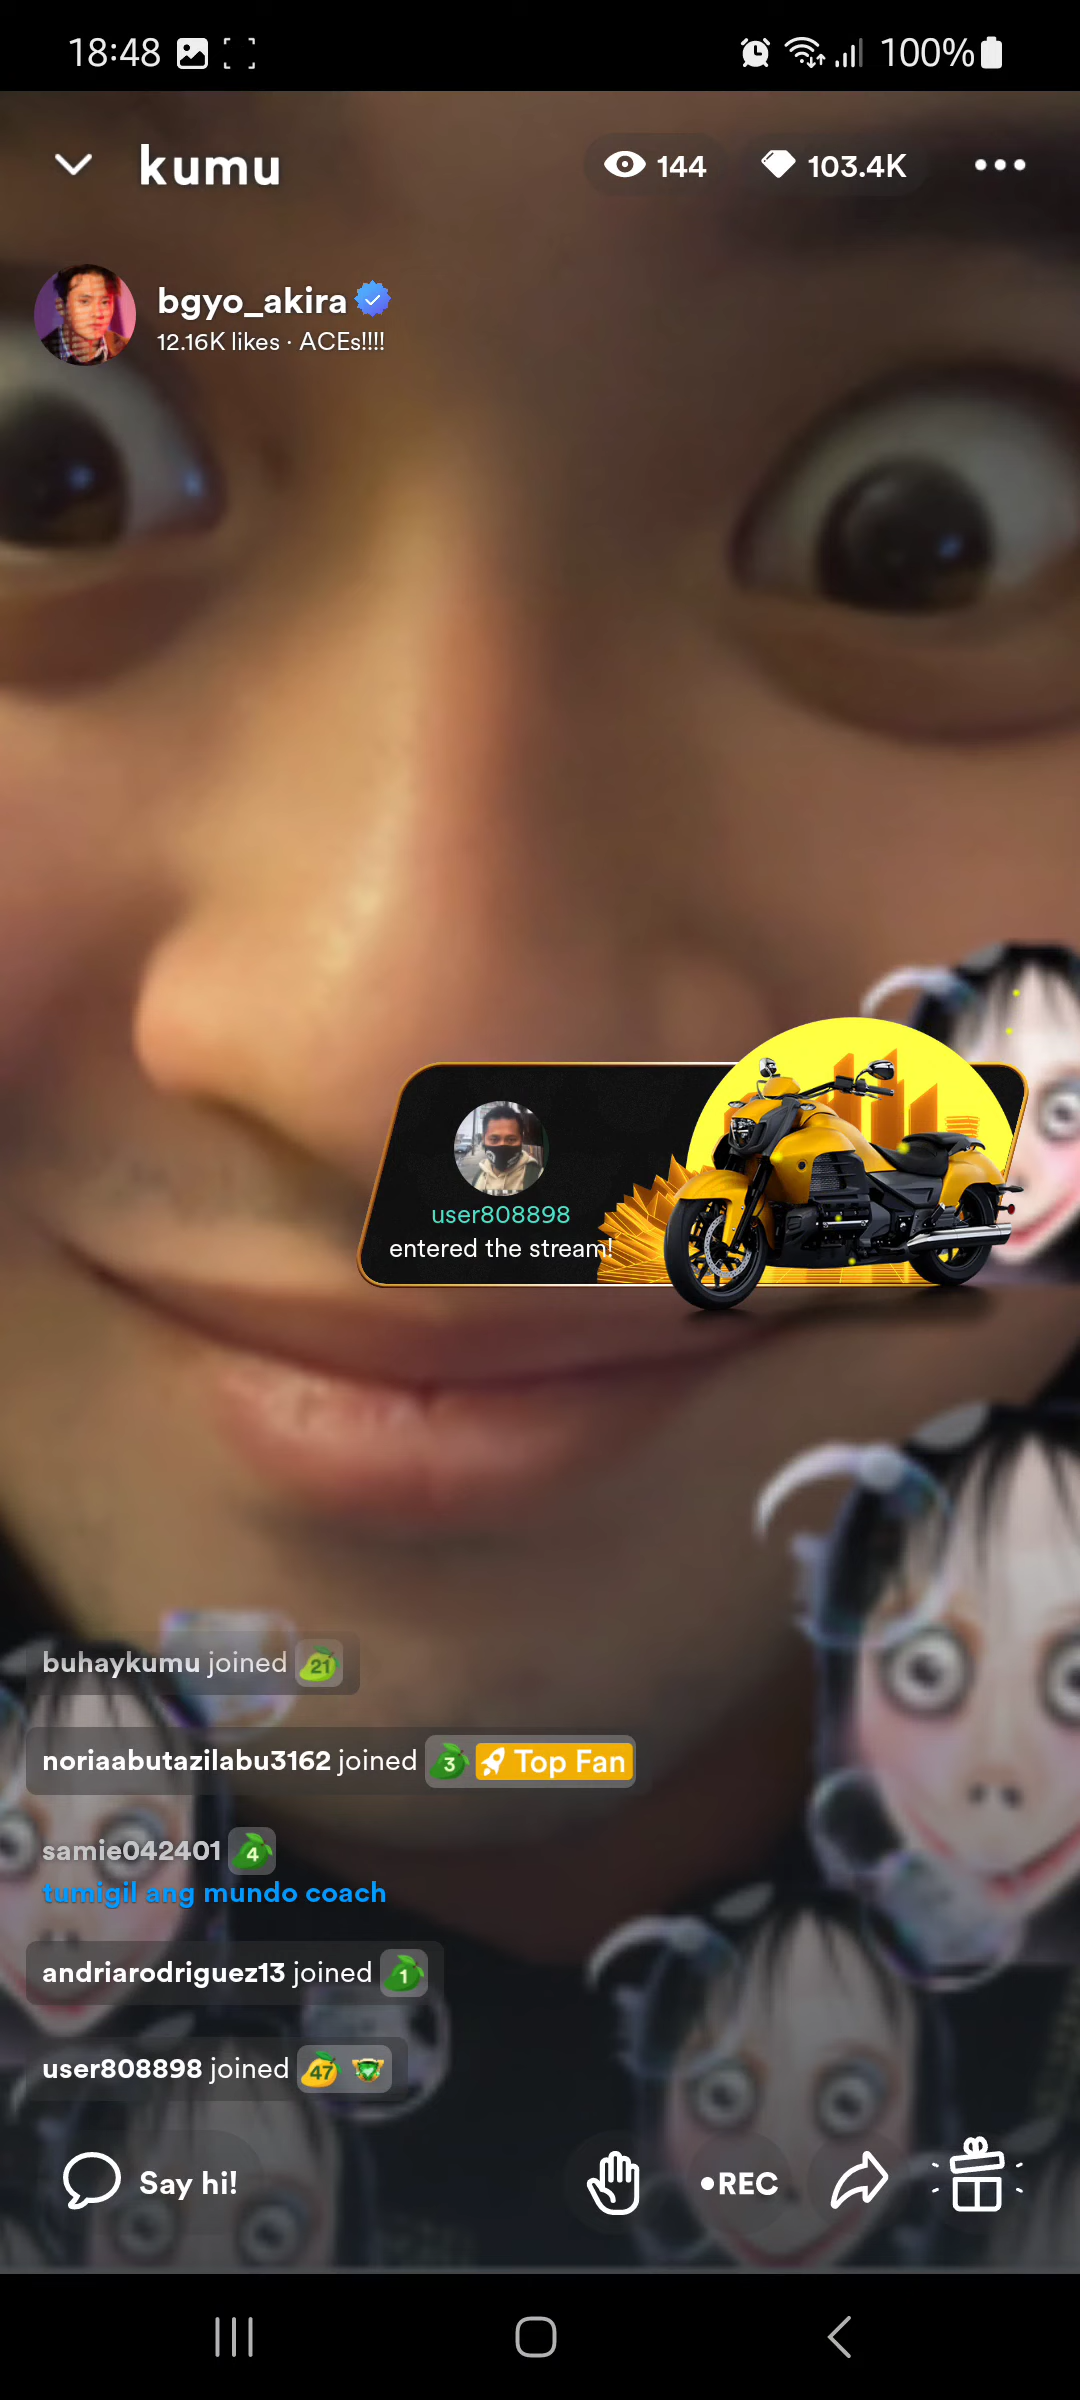 18:48
100%
kumu
144
103.4K
bgyo_akira
12.16K likes · ACEs!!!!
user808898
entered the stream!
buhaykumu joined 21
noriaabutazilabu3162 joined 3 Top Fan
samie042401 4
tumigil ang mundo coach
andriarodriguez13 joined 1
user808898 joined 47
Say hi!
•REC